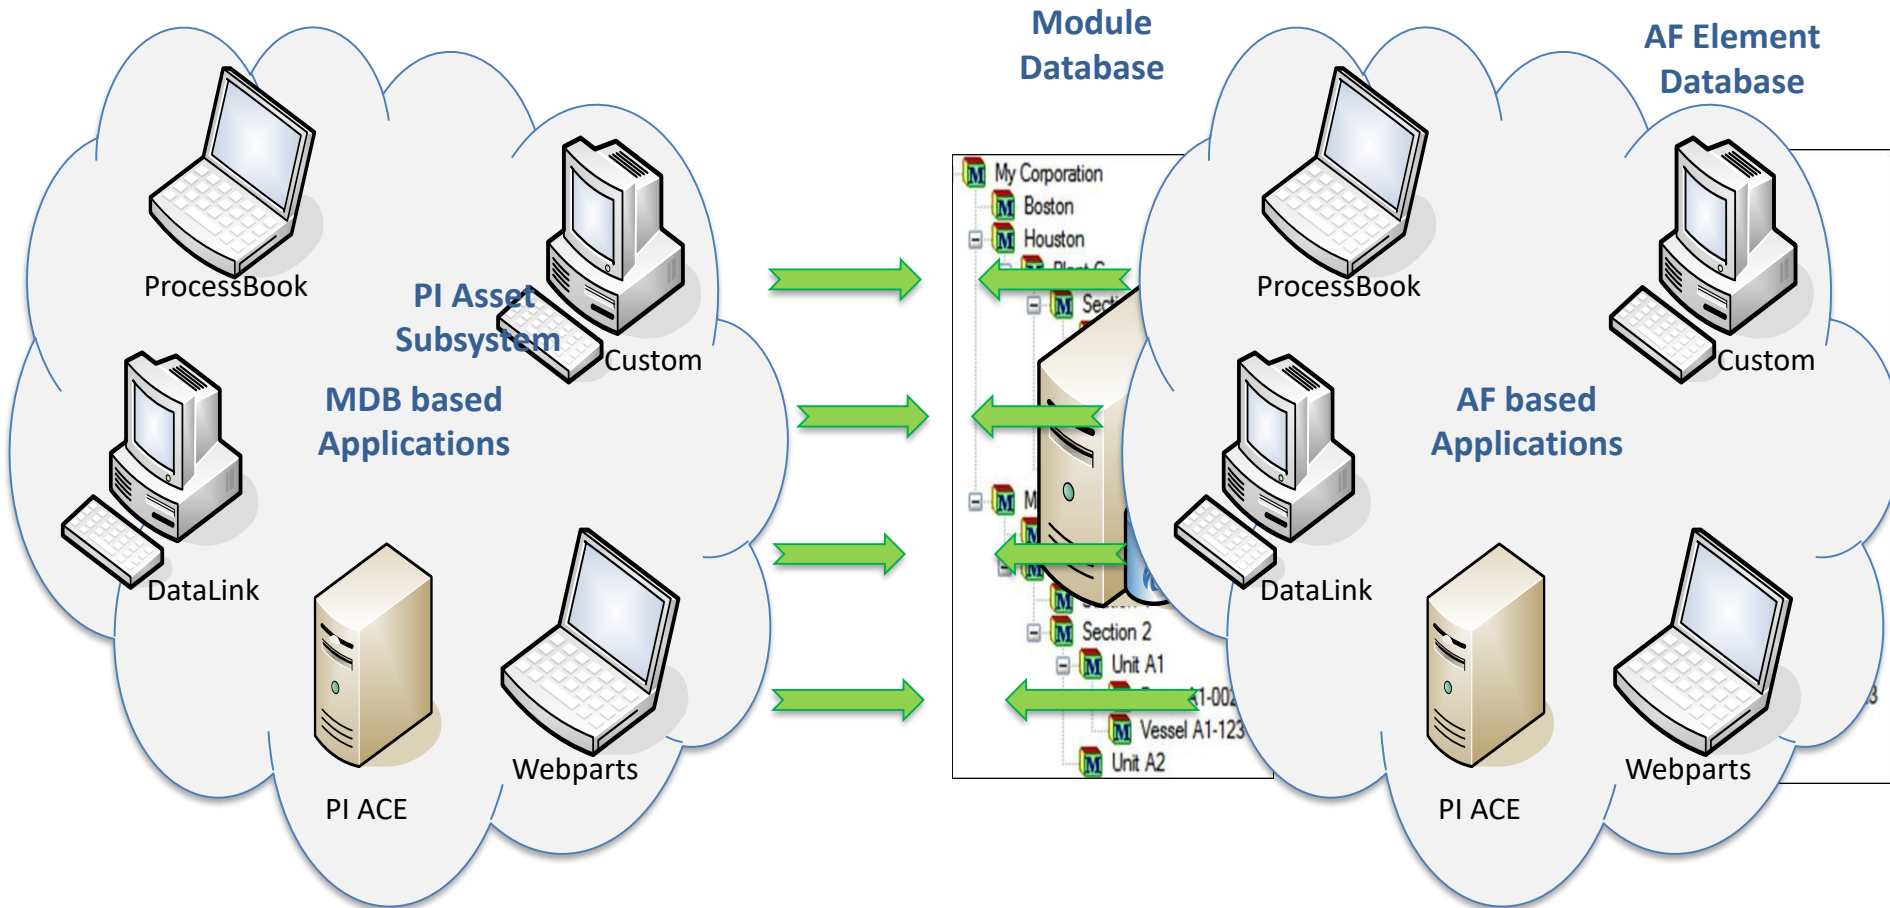 Module
Database
AF Element
Database
ProcessBook
PI Asset
Subsystem
Custom
MDB based
Applications
DataLink
Webparts
PI ACE
My Corporation
Boston
Houston
Section 2
Unit A1
A1-002
Vessel A1-123
Unit A2
ProcessBook
Custom
AF based
Applications
DataLink
Webparts
PI ACE